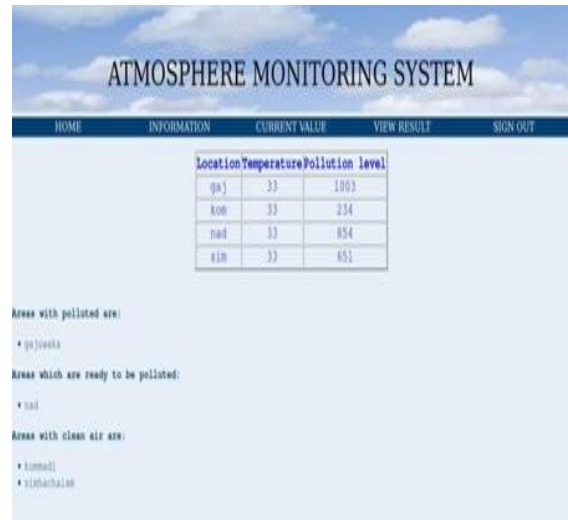 ATMOSPHERE MONITORING SYSTEM
HOME INFORMATION CURRENT VALUE VIEW RESULT SIGN OUT
Location Temperature Pollution level
gaj 33 1003
kom 33 234
nad 33 854
sim 33 651
Areas with polluted are:
gajuwaka
Areas which are ready to be polluted:
nad
Areas with clean air are:
kommadi
simhachalam